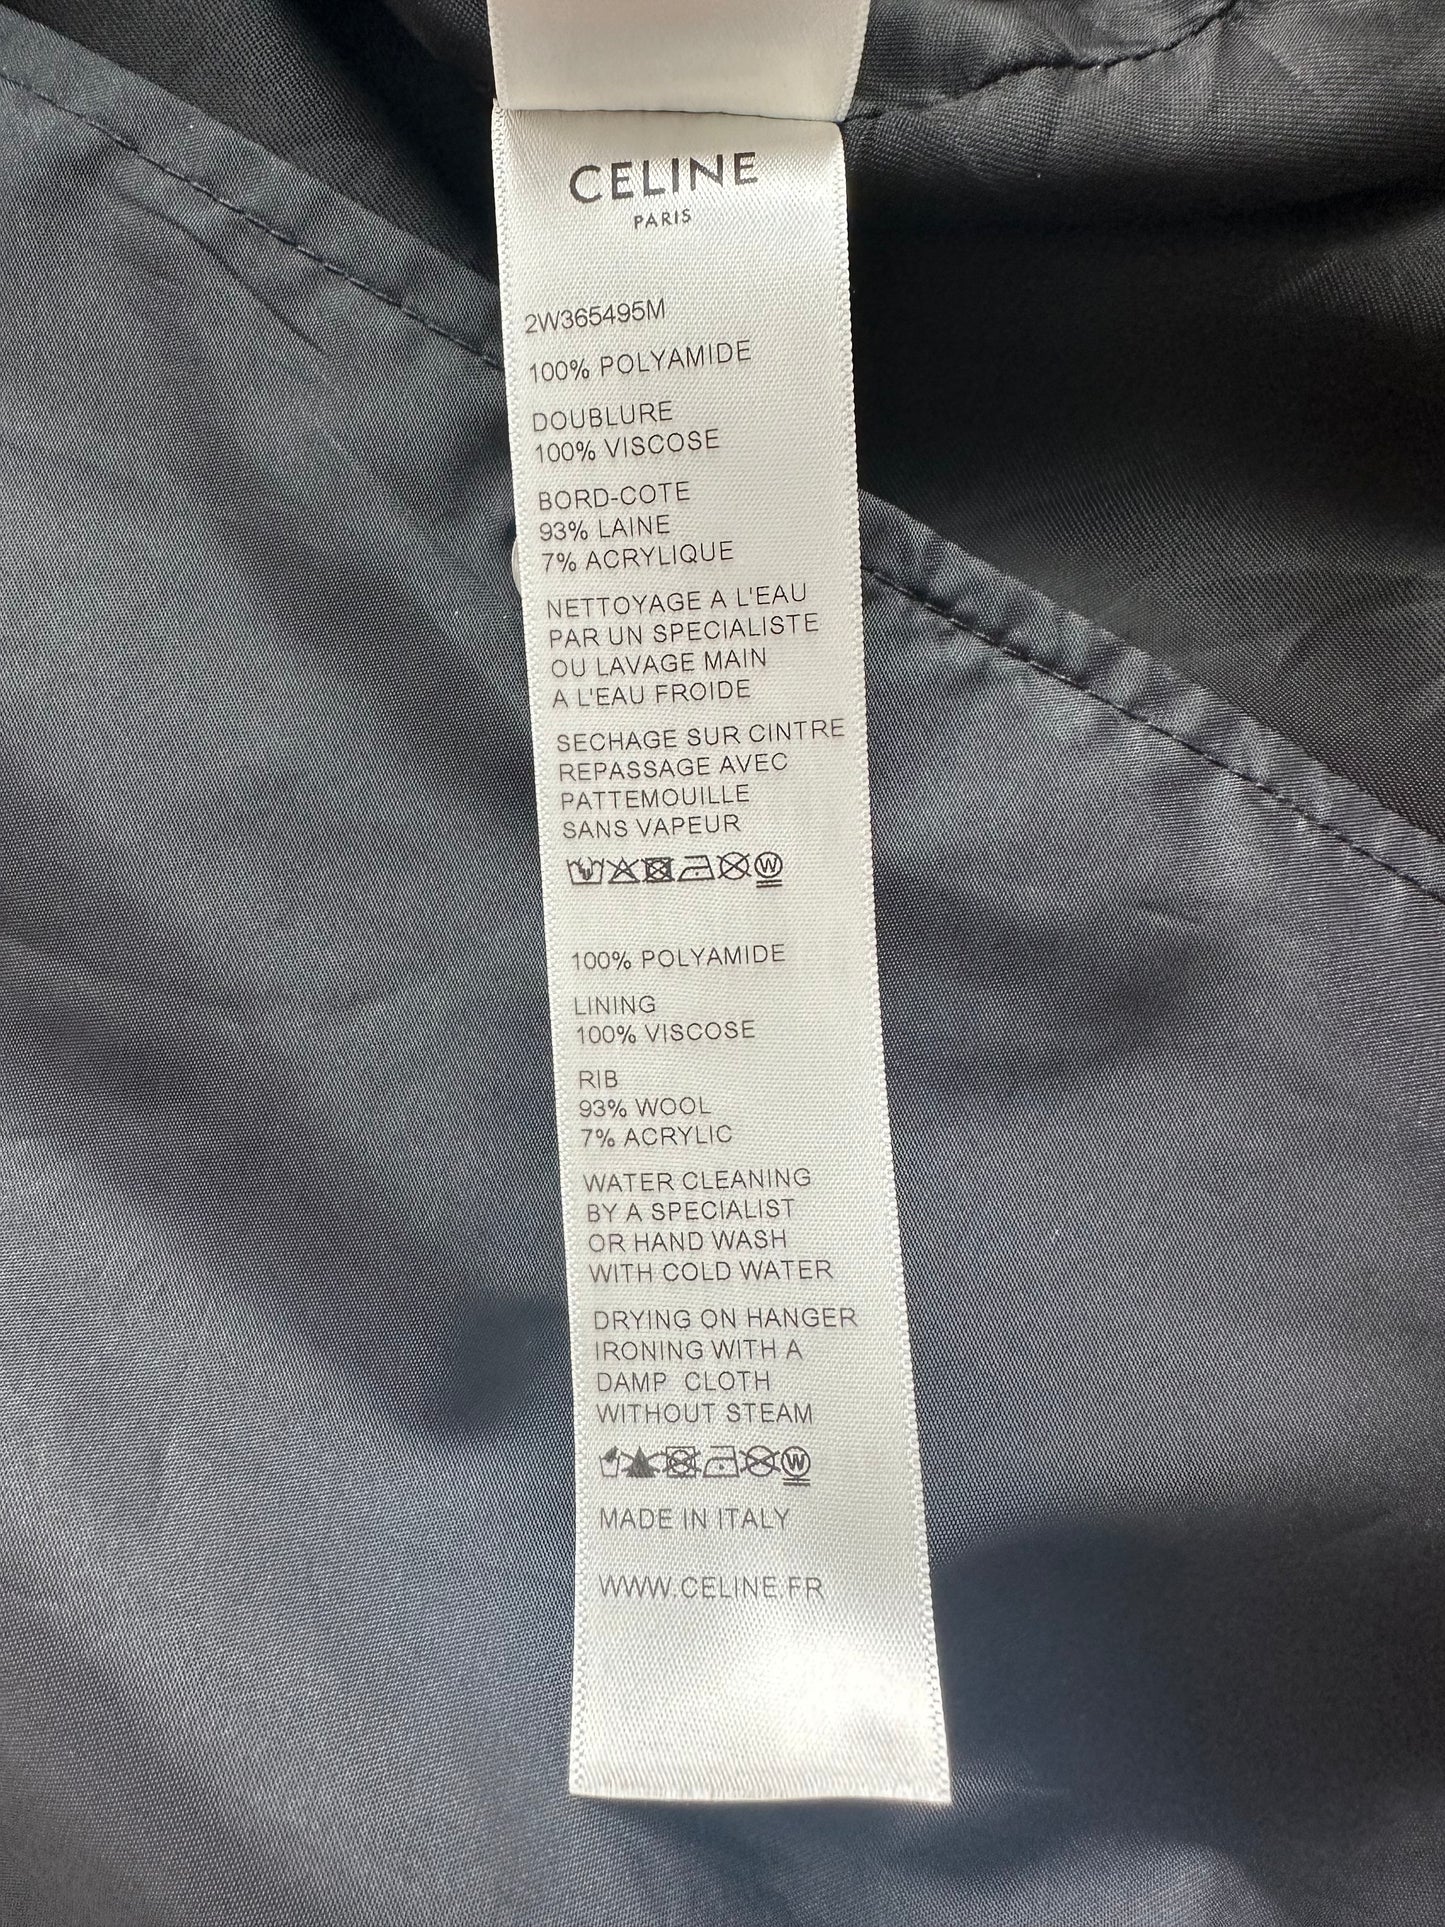 CELINE
PARIS
2W365495M
100% POLYAMIDE
DOUBLURE
100% VISCOSE
BORD-COTE
93% LAINE
7% ACRYLIQUE
NETTOYAGE A L'EAU
PAR UN SPECIALISTE
OU LAVAGE MAIN
A L'EAU FROIDE
SECHAGE SUR CINTRE
REPASSAGE AVEC
PATTEMOUILLE
SANS VAPEUR
W
100% POLYAMIDE
LINING
100% VISCOSE
RIB
93% WOOL
7% ACRYLIC
WATER CLEANING
BY A SPECIALIST
OR HAND WASH
WITH COLD WATER
DRYING ON HANGER
IRONING WITH A
DAMP CLOTH
WITHOUT STEAM
W
MADE IN ITALY
WWW.CELINE.FR